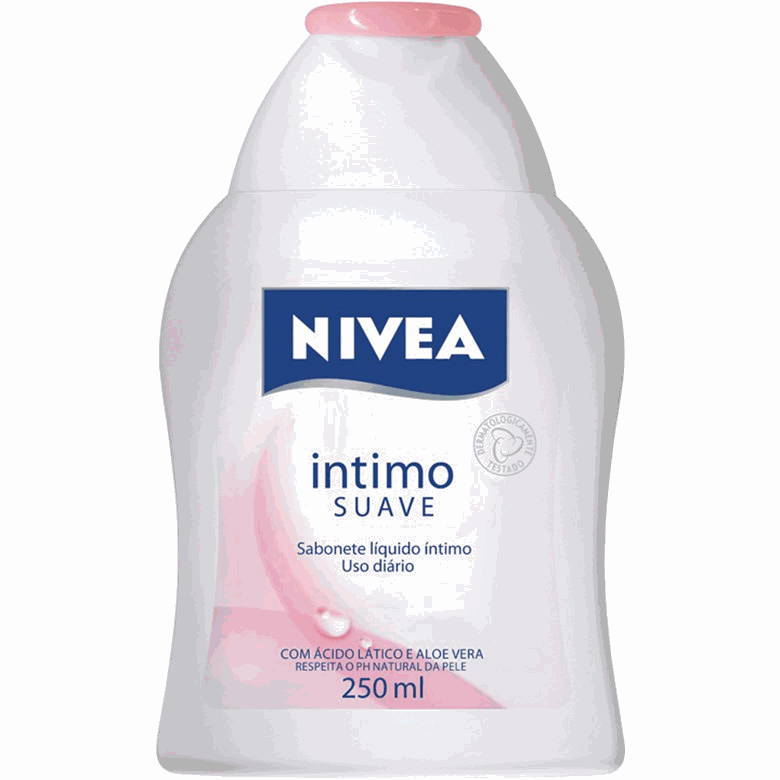 NIVEA
DERMATOLOGICAMENTE
TESTADO
intimo
SUAVE
Sabonete líquido íntimo
Uso diário
COM ÁCIDO LÁTICO E ALOE VERA
RESPEITA O PH NATURAL DA PELE
250 ml